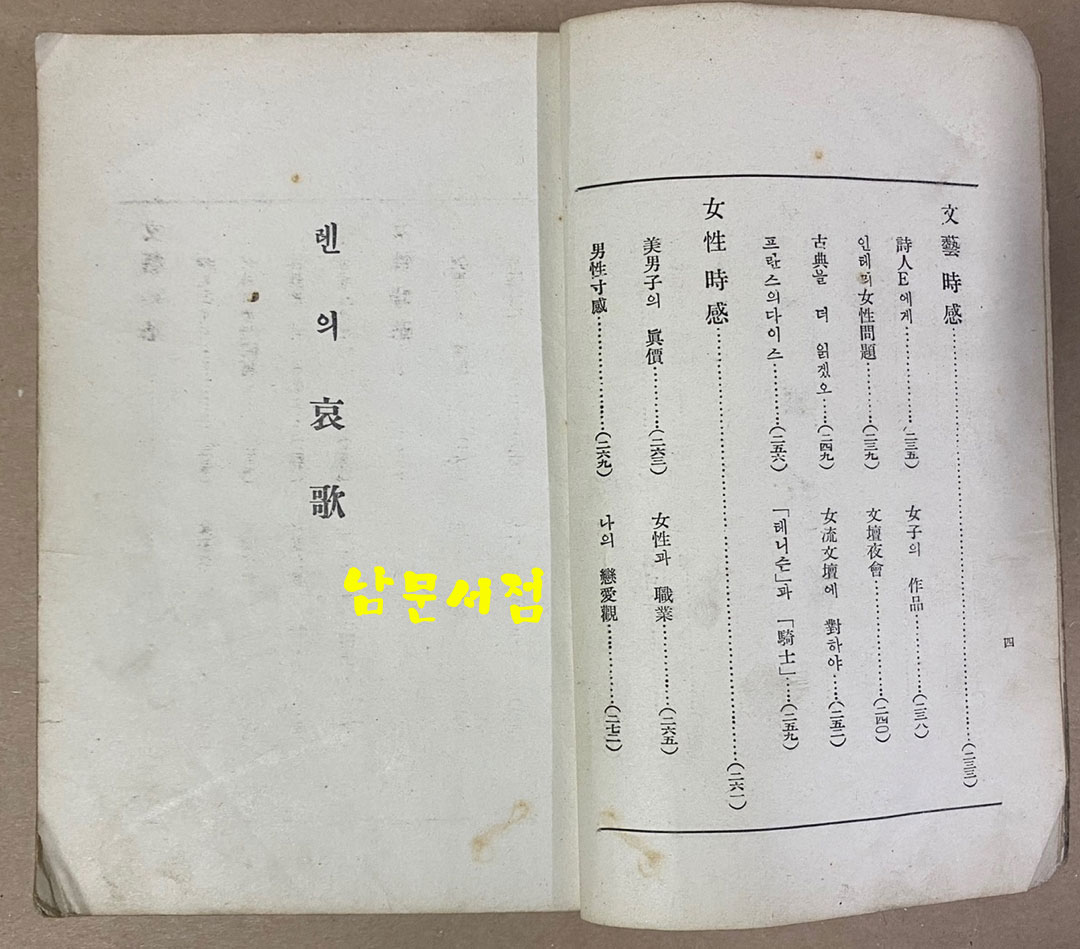 文藝時感……(二三三)
詩人E에게……(二三五)
女子의 作品……(二三八)
인테리女性問題……(二三九)
文壇夜會……(二四〇)
古典을 더 읽겠오……(二四九)
女流文壇에 對하야……(二五二)
프란스의다이스……(二五六)
「테니슨」과 「騎士」……(二五九)
女性時感……(二六一)
美男子의 眞價……(二六三)
女性과 職業……(二六五)
男性寸感……(二六九)
나의 戀愛觀……(二七二)
四
렌의 哀歌
남문서점